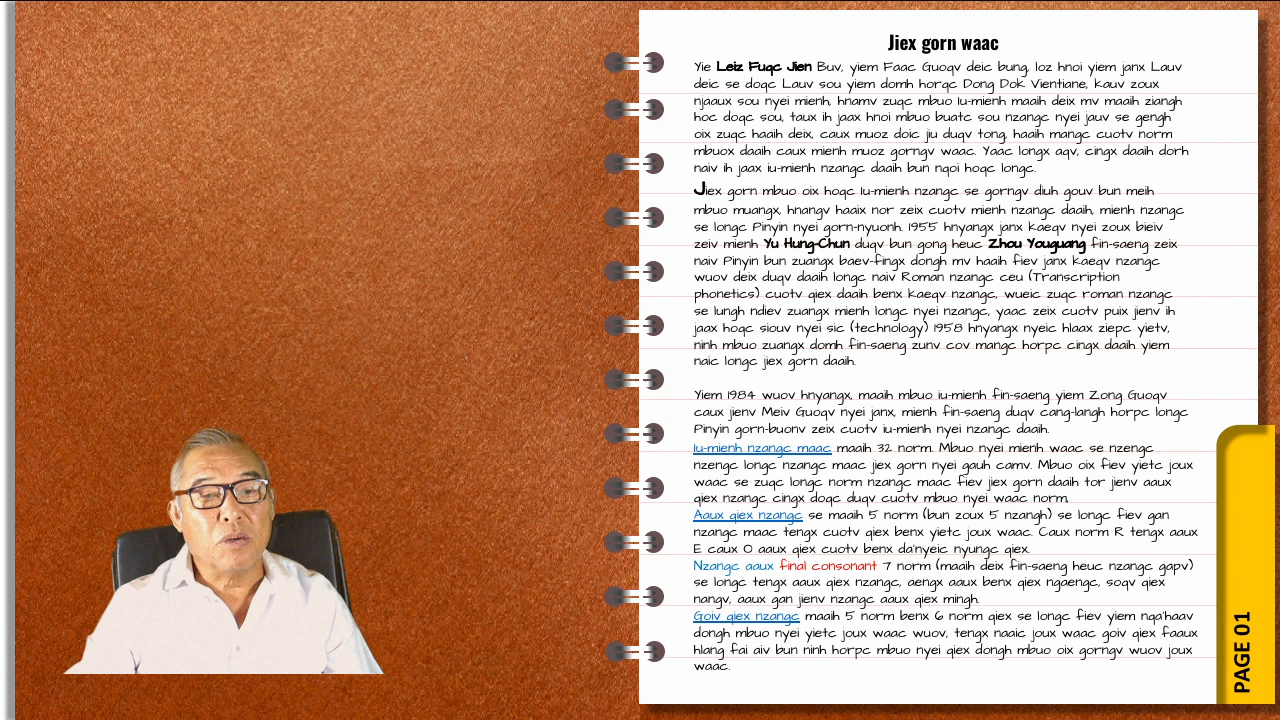 Jiex gorn waac
Yie Leiz Fuqc Jien Buv, yiem Faac Guoqv deic bung, loz hnoi yiem janx Lauv
deic se doqc Lauv sou yiem domh horqc Dong Dok Vientiane, kauv zoux
njaaux sou nyei mienh, hnamv zuqc mbuo Iu-mienh maaih deix mv maaih ziangh
hoc doqc sou, taux ih jaax hnoi mbuo buatc sou nzangc nyei jauv se gengh
oix zuqc haaih deix, caux muoz doic jiu duqv tong, haaih mangc cuotv norm
mbuox daaih caux mienh muoz gorngv waac. Yaac longx aqv, cingx daaih dorh
naiv ih jaax iu-mienh nzangc daaih bun nqoi hoqc longc.
Jiex gorn mbuo oix hoqc Iu-mienh nzangc se gorngv diuh gouv bun meih
mbuo muangx, hnangv haaix nor zeix cuotv mienh nzangc daaih, mienh nzangc
se longc Pinyin nyei gorn-nyuonh. 1955 hnyangx janx kaeqv nyei zoux bieiv
zeiv mienh Yu Hung-Chun duqv bun gong heuc Zhou Youguang fin-saeng zeix
naiv Pinyin bun zuangx baev-fingx dongh mv haaih fiev janx kaeqv nzangc
wuov deix duqv daaih longc naiv Roman nzangc ceu (Transcription
phonetics) cuotv qiex daaih benx kaeqv nzangc, wueic zuqc roman nzangc
se lungh ndiev zuangx mienh longc nyei nzangc, yaac zeix cuotv puix jienv ih
jaax hoqc siouv nyei sic (technology) 1958 hnyangx nyeic hlaax ziepc yietv,
ninh mbuo zuangx domh fin-saeng zunv cov mangc horpc cingx daaih yiem
naic longc jiex gorn daaih.
Yiem 1984 wuov hnyangx, maaih mbuo iu-mienh fin-saeng yiem Zong Guoqv
caux jienv Meiv Guoqv nyei janx, mienh fin-saeng duqv cang-langh horpc longc
Pinyin gorn-buonv zeix cuotv iu-mienh nyei nzangc daaih.
Iu-mienh nzangc maac maaih 32 norm. Mbuo nyei mienh waac se nzengc
nzengc longc nzangc maac jiex gorn nyei gauh camv. Mbuo oix fiev yietc joux
waac se zuqc longc norm nzangc maac fiev jiex gorn daaih tor jienv aaux
qiex nzangc cingx doqc duqv cuotv mbuo nyei waac norm.
Aaux qiex nzangc se maaih 5 norm (bun zoux 5 nzangh) se longc fiev gan
nzangc maac tengx cuotv qiex benx yietc joux waac. Caux norm R tengx aaux
E caux O aaux qiex cuotv benx da'nyeic nyungc qiex.
Nzangc aaux final consonant 7 norm (maaih deix fin-saeng heuc nzangc gapv)
se longc tengx aaux qiex nzangc, aengx aaux benx qiex ngaengc, soqv qiex
nangv, aaux gan jienv nzangc aaux qiex mingh.
Goiv qiex nzangc maaih 5 norm benx 6 norm qiex se longc fiev yiem nqa'haav
dongh mbuo nyei yietc joux waac wuov, tengx naaic joux waac goiv qiex faaux
hlang fai aiv bun ninh horpc mbuo nyei qiex dongh mbuo oix gorngv wuov joux
waac.
PAGE 01